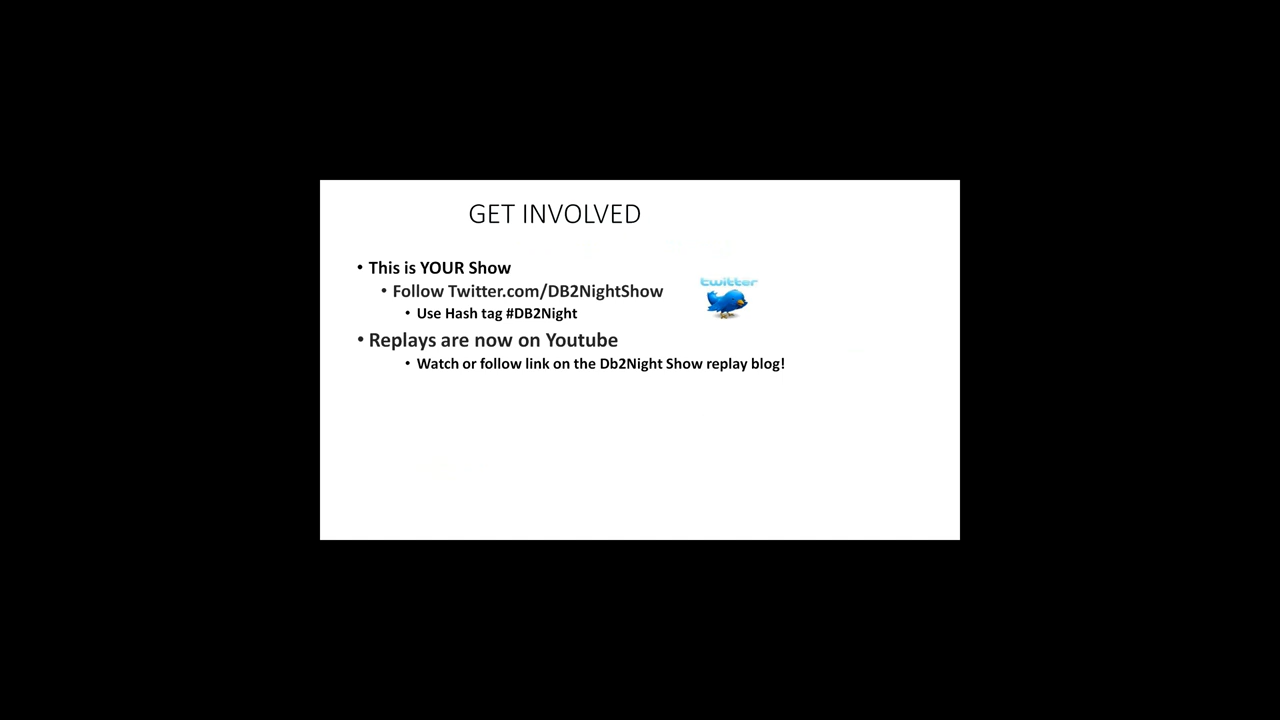 GET INVOLVED
• This is YOUR Show
• Follow Twitter.com/DB2NightShow
twitter
• Use Hash tag #DB2Night
• Replays are now on Youtube
• Watch or follow link on the Db2Night Show replay blog!